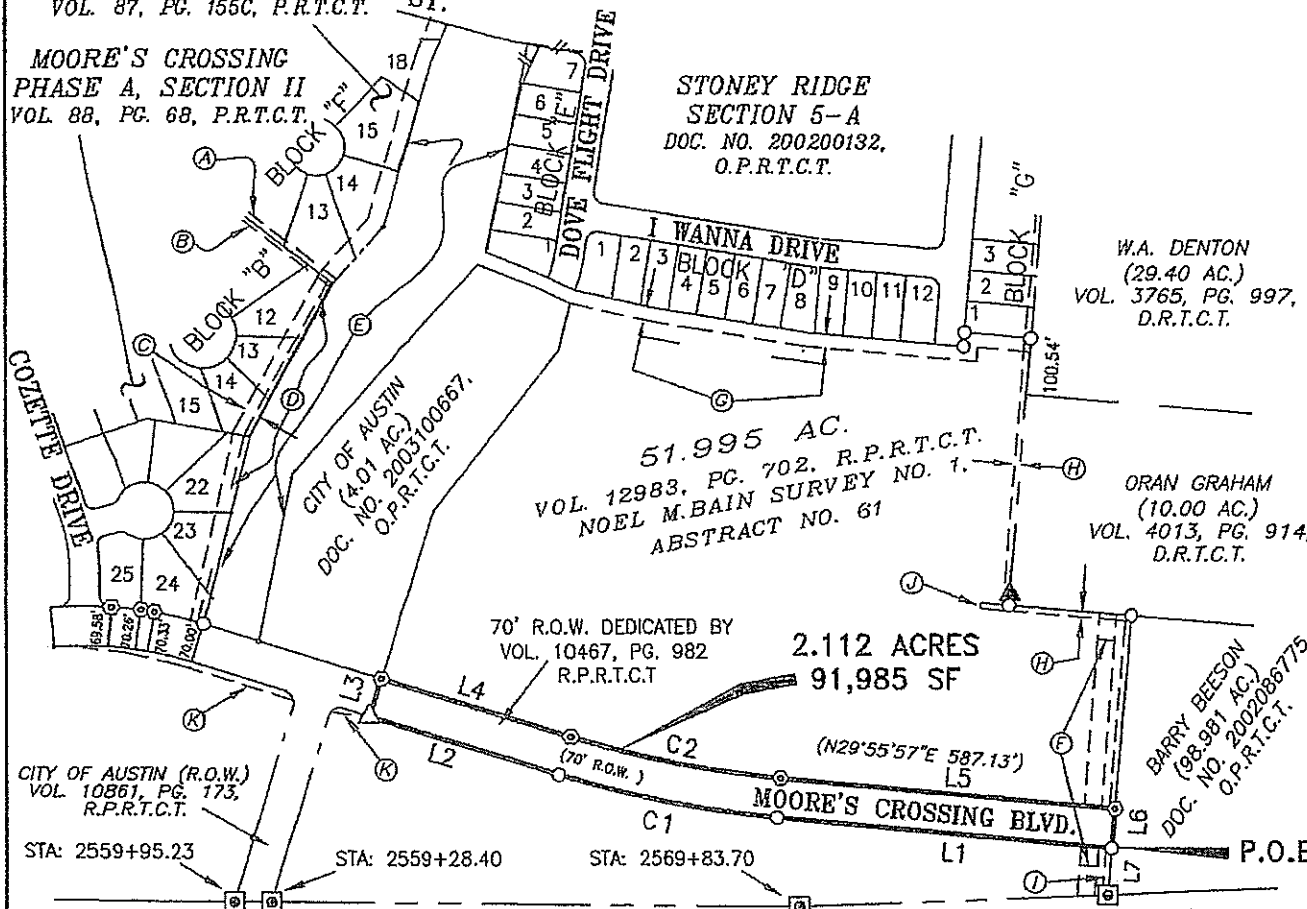 VOL. 87, PG. 155C, P.R.T.C.T.
ST.
MOORE'S CROSSING
PHASE A, SECTION II
VOL. 88, PG. 68, P.R.T.C.T.
18
BLOCK "F"
15
14
13
A
B
BLOCK "B"
12
13
14
15
C
D
E
COZETTE DRIVE
22
23
24
25
7
6
5
4
3
2
1
BLOCK "E"
DOVE FLIGHT DRIVE
STONEY RIDGE
SECTION 5-A
DOC. NO. 200200132,
O.P.R.T.C.T.
I WANNA DRIVE
BLOCK "D"
1
2
3
4
5
6
7
8
9
10
11
12
BLOCK "G"
3
2
1
W.A. DENTON
(29.40 AC.)
VOL. 3765, PG. 997,
D.R.T.C.T.
100.54'
G
CITY OF AUSTIN
(4.01 AC.)
DOC. NO. 2003100667,
O.P.R.T.C.T.
51.995 AC.
VOL. 12983, PG. 702, R.P.R.T.C.T.
NOEL M.BAIN SURVEY NO. 1,
ABSTRACT NO. 61
H
ORAN GRAHAM
(10.00 AC.)
VOL. 4013, PG. 914,
D.R.T.C.T.
J
H
69.58'
70.26'
70.33'
70.00'
70' R.O.W. DEDICATED BY
VOL. 10467, PG. 982
R.P.R.T.C.T
2.112 ACRES
91,985 SF
BARRY BEESON
(98.981 AC.)
DOC. NO. 2002086775
O.P.R.T.C.T.
F
K
K
L3
L4
C2
(N29°55'57"E 587.13')
L5
L6
L2
(70' R.O.W.)
C1
MOORE'S CROSSING BLVD.
L1
L7
P.O.B
I
CITY OF AUSTIN (R.O.W.)
VOL. 10861, PG. 173,
R.P.R.T.C.T.
STA: 2559+95.23
STA: 2559+28.40
STA: 2569+83.70